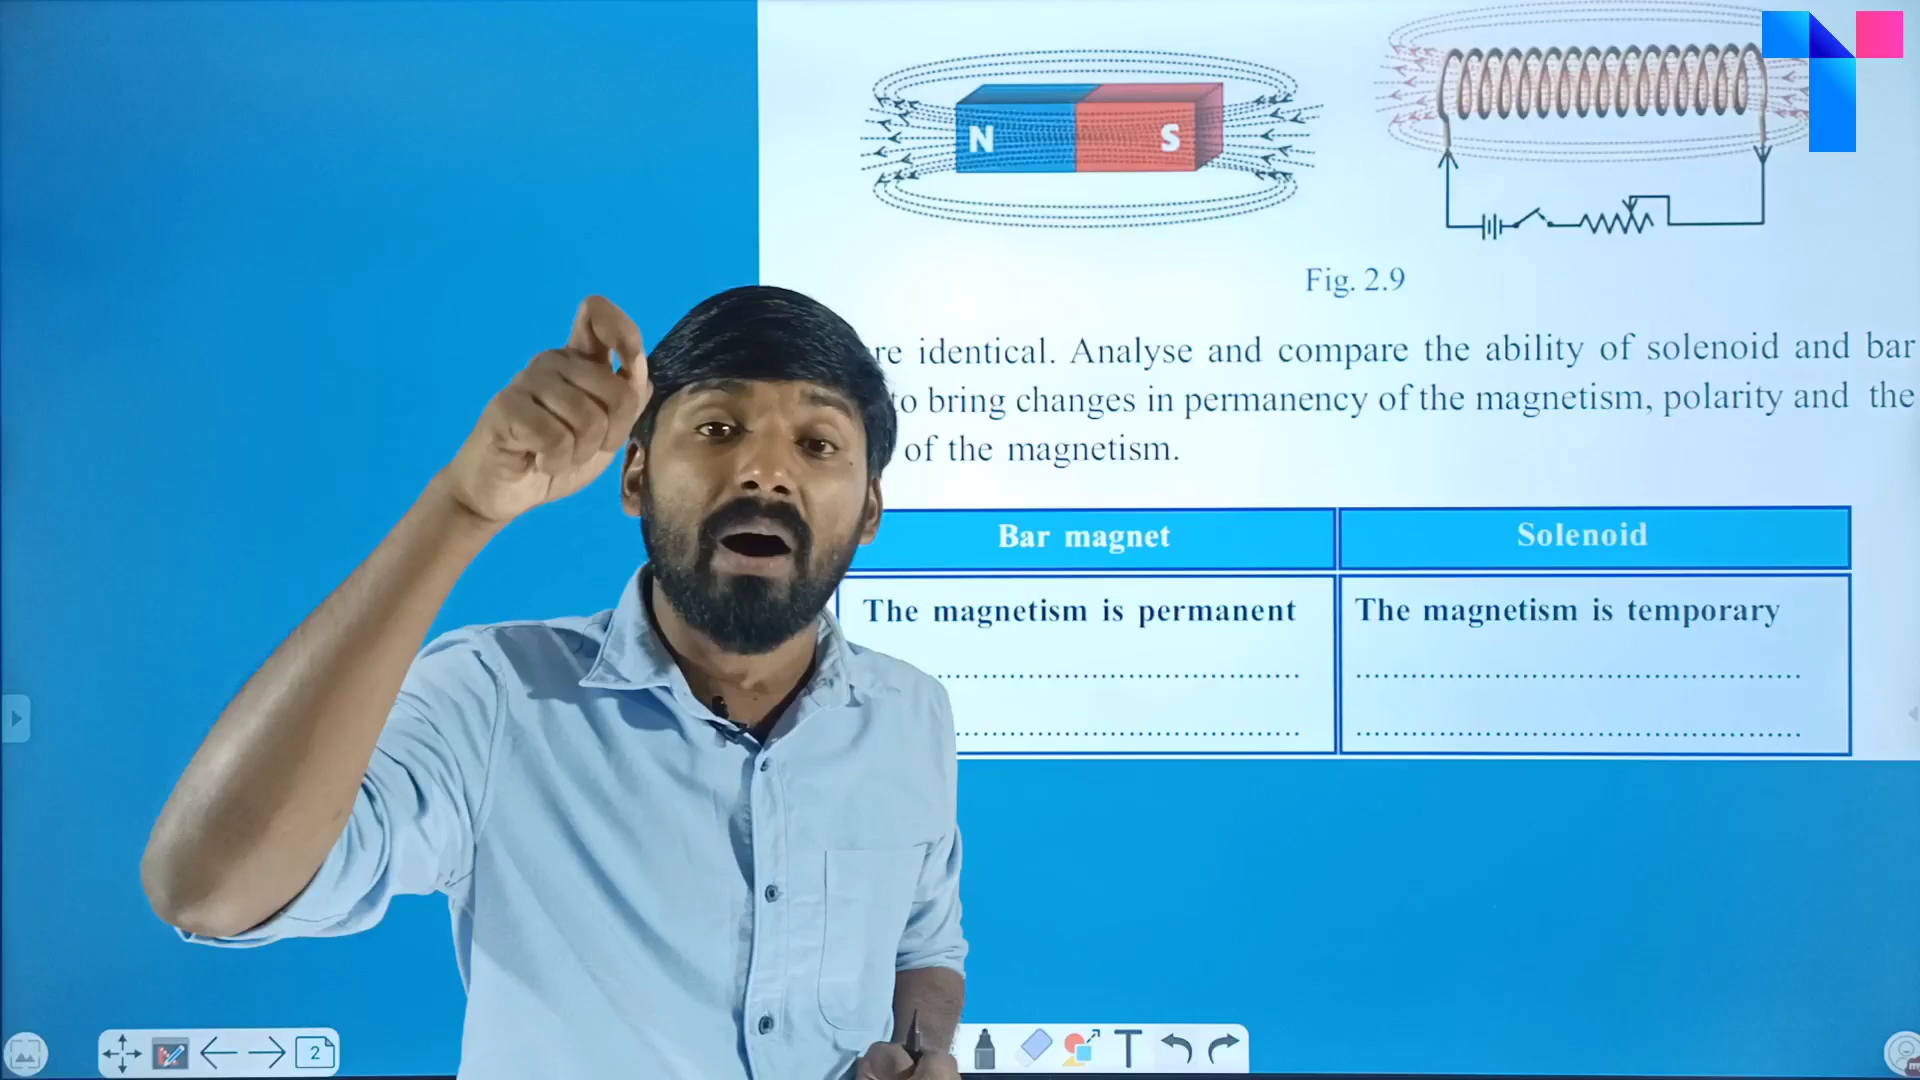 N S
Fig. 2.9
re identical. Analyse and compare the ability of solenoid and bar
to bring changes in permanency of the magnetism, polarity and the
of the magnetism.
Bar magnet Solenoid
The magnetism is permanent The magnetism is temporary
2 T